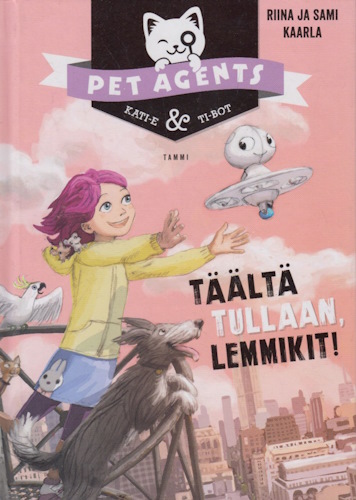 RIINA JA SAMI
KAARLA
PET AGENTS
KATI-E & TI-BOT
TAMMI
TÄÄLTÄ
TULLAAN,
LEMMIKIT!